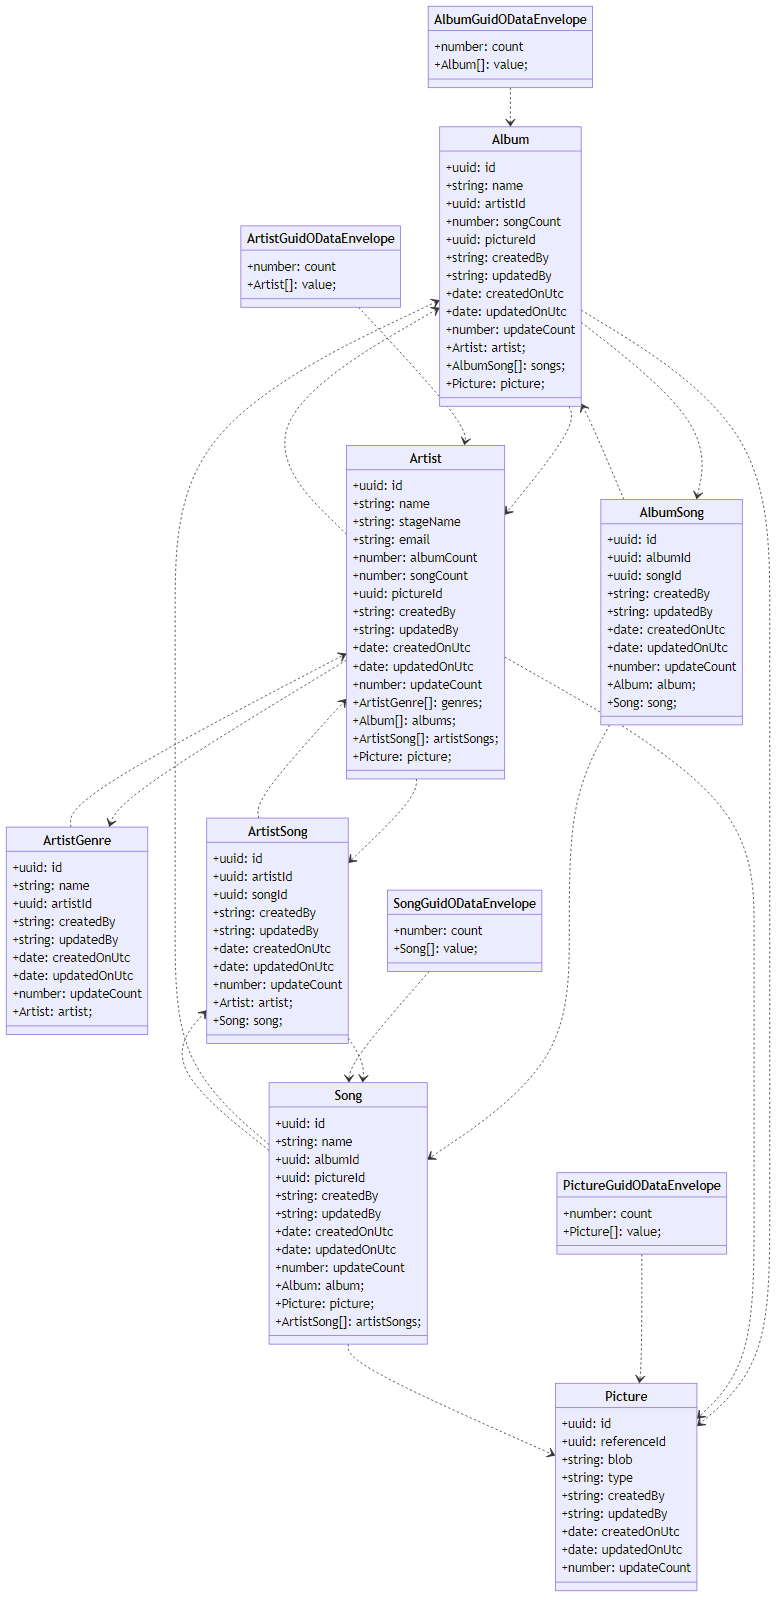 AlbumGuidODataEnvelope
+number: count
+Album[]: value;
Album
+uuid: id
+string: name
+uuid: artistId
+number: songCount
+uuid: pictureId
+string: createdBy
+string: updatedBy
+date: createdOnUtc
+date: updatedOnUtc
+number: updateCount
+Artist: artist;
+AlbumSong[]: songs;
+Picture: picture;
ArtistGuidODataEnvelope
+number: count
+Artist[]: value;
Artist
+uuid: id
+string: name
+string: stageName
+string: email
+number: albumCount
+number: songCount
+uuid: pictureId
+string: createdBy
+string: updatedBy
+date: createdOnUtc
+date: updatedOnUtc
+number: updateCount
+ArtistGenre[]: genres;
+Album[]: albums;
+ArtistSong[]: artistSongs;
+Picture: picture;
AlbumSong
+uuid: id
+uuid: albumId
+uuid: songId
+string: createdBy
+string: updatedBy
+date: createdOnUtc
+date: updatedOnUtc
+number: updateCount
+Album: album;
+Song: song;
ArtistGenre
+uuid: id
+string: name
+uuid: artistId
+string: createdBy
+string: updatedBy
+date: createdOnUtc
+date: updatedOnUtc
+number: updateCount
+Artist: artist;
ArtistSong
+uuid: id
+uuid: artistId
+uuid: songId
+string: createdBy
+string: updatedBy
+date: createdOnUtc
+date: updatedOnUtc
+number: updateCount
+Artist: artist;
+Song: song;
SongGuidODataEnvelope
+number: count
+Song[]: value;
Song
+uuid: id
+string: name
+uuid: albumId
+uuid: pictureId
+string: createdBy
+string: updatedBy
+date: createdOnUtc
+date: updatedOnUtc
+number: updateCount
+Album: album;
+Picture: picture;
+ArtistSong[]: artistSongs;
PictureGuidODataEnvelope
+number: count
+Picture[]: value;
Picture
+uuid: id
+uuid: referenceId
+string: blob
+string: type
+string: createdBy
+string: updatedBy
+date: createdOnUtc
+date: updatedOnUtc
+number: updateCount